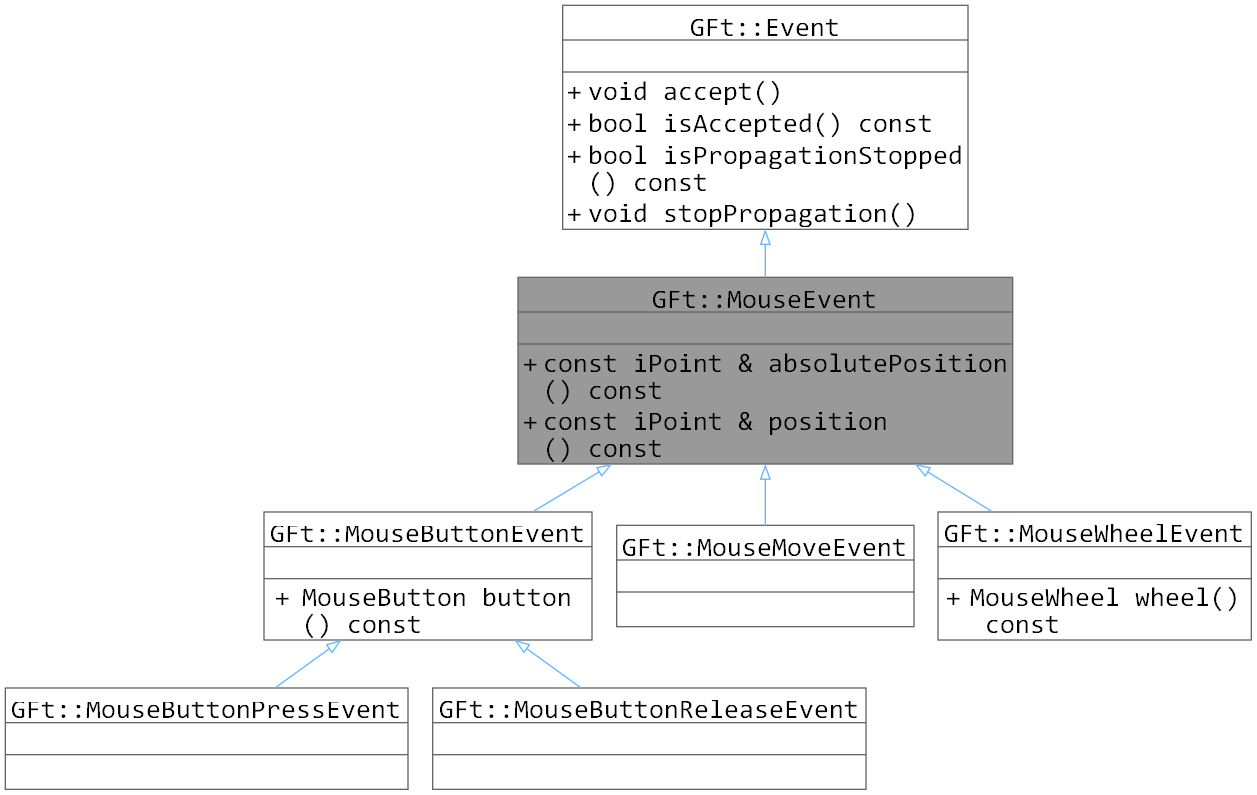 GFt::Event
+ void accept()
+ bool isAccepted() const
+ bool isPropagationStopped
() const
+ void stopPropagation()
GFt::MouseEvent
+ const iPoint & absolutePosition
() const
+ const iPoint & position
() const
GFt::MouseButtonEvent
+ MouseButton button
() const
GFt::MouseMoveEvent
GFt::MouseWheelEvent
+ MouseWheel wheel()
const
GFt::MouseButtonPressEvent
GFt::MouseButtonReleaseEvent